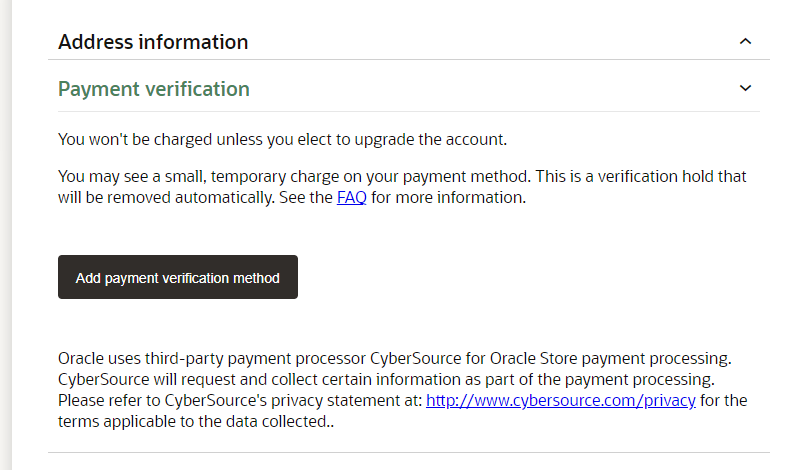 Address information
Payment verification
You won't be charged unless you elect to upgrade the account.
You may see a small, temporary charge on your payment method. This is a verification hold that
will be removed automatically. See the FAQ for more information.
Add payment verification method
Oracle uses third-party payment processor CyberSource for Oracle Store payment processing.
CyberSource will request and collect certain information as part of the payment processing.
Please refer to CyberSource's privacy statement at: http://www.cybersource.com/privacy for the
terms applicable to the data collected..